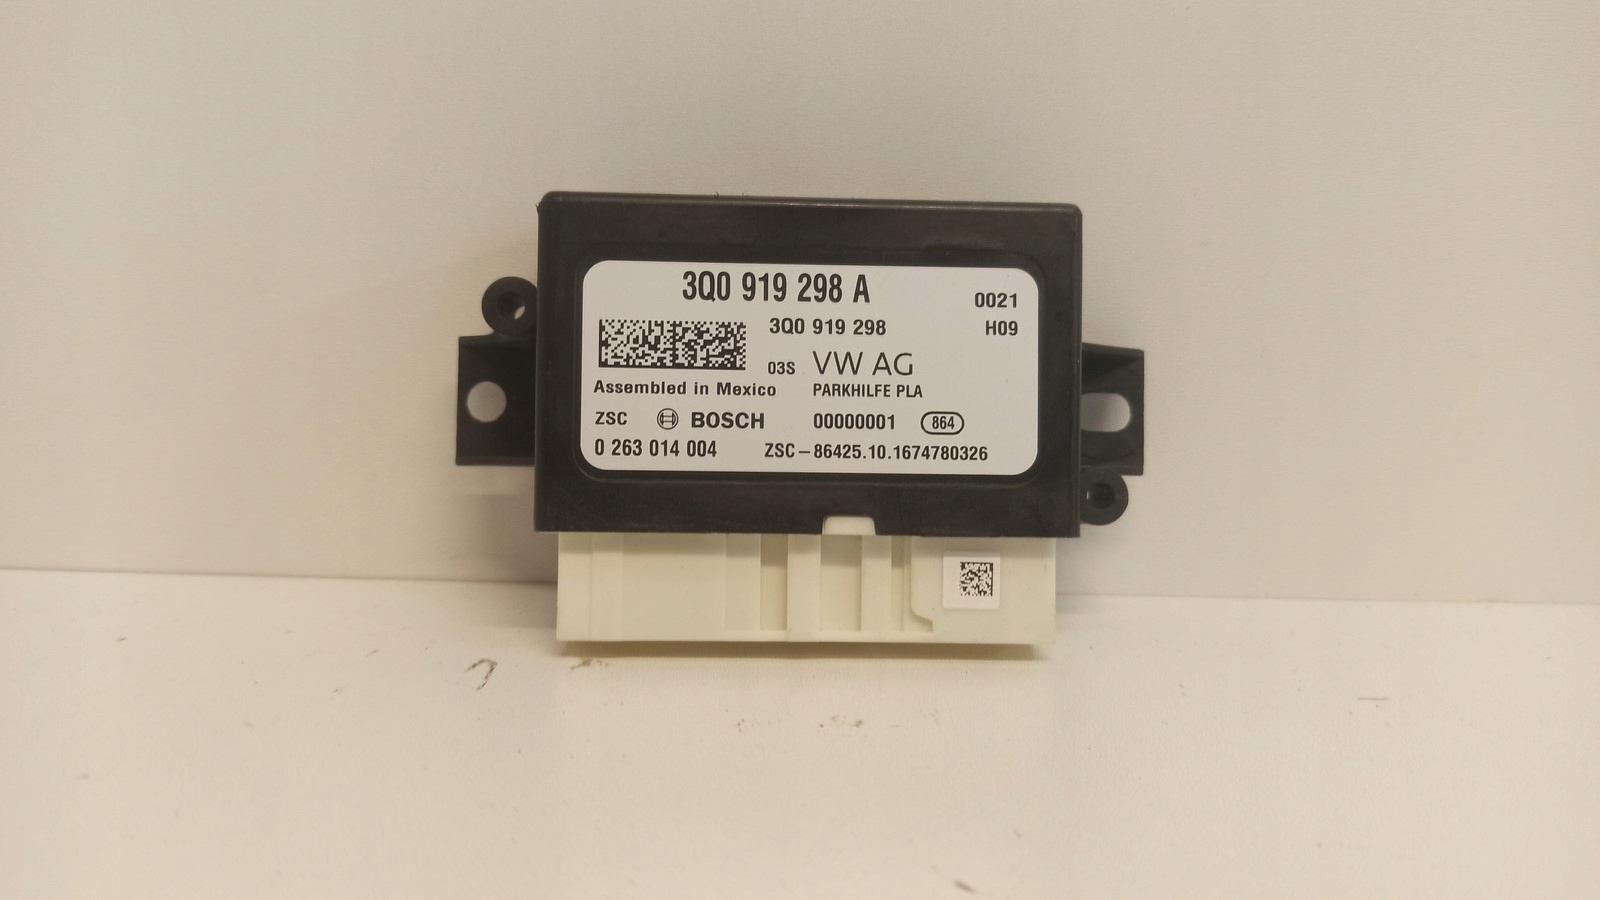 3Q0 919 298 A
0021
3Q0 919 298
H09
03S VW AG
Assembled in Mexico
PARKHILFE PLA
ZSC BOSCH
00000001 864
0 263 014 004
ZSC-86425.10.1674780326